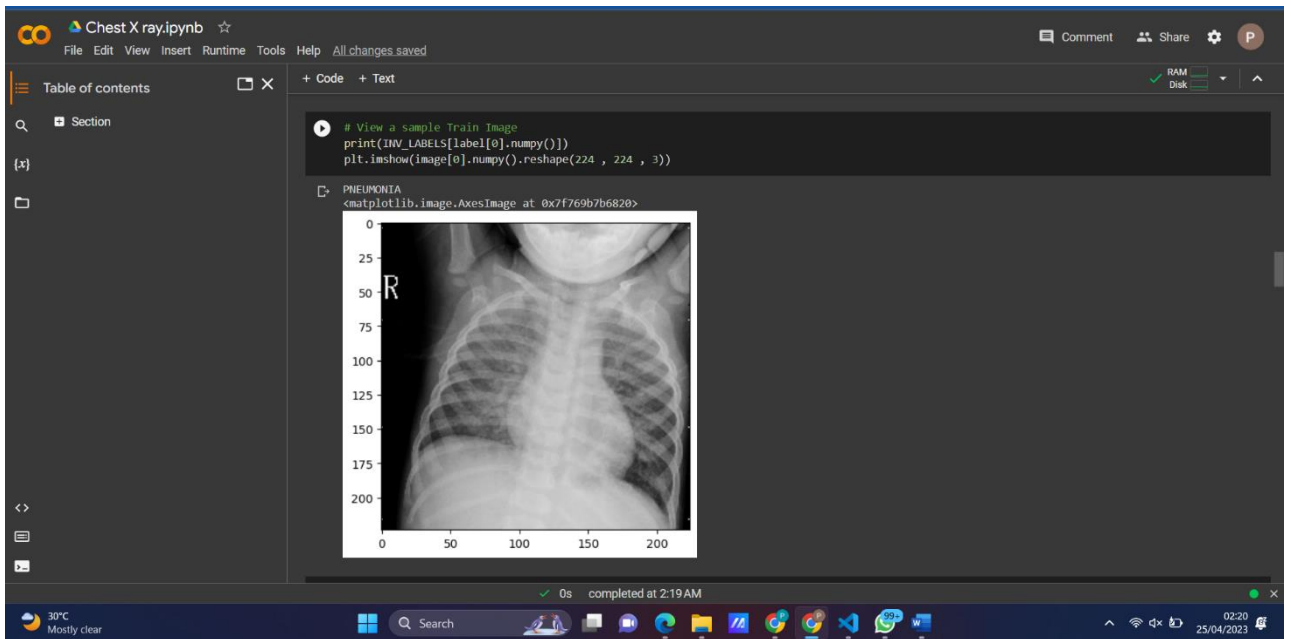 CO Chest X ray.ipynb
File Edit View Insert Runtime Tools Help All changes saved
Comment Share P
Table of contents
+ Code + Text
RAM
Disk
Section
{x}
# View a sample Train Image
print(INV_LABELS[label[0].numpy()])
plt.imshow(image[0].numpy().reshape(224 , 224 , 3))
PNEUMONIA
<matplotlib.image.AxesImage at 0x7f769b7b6820>
0
25
50
75
100
125
150
175
200
R
0 50 100 150 200
0s completed at 2:19 AM
30°C
Mostly clear
Search
99+
02:20
25/04/2023